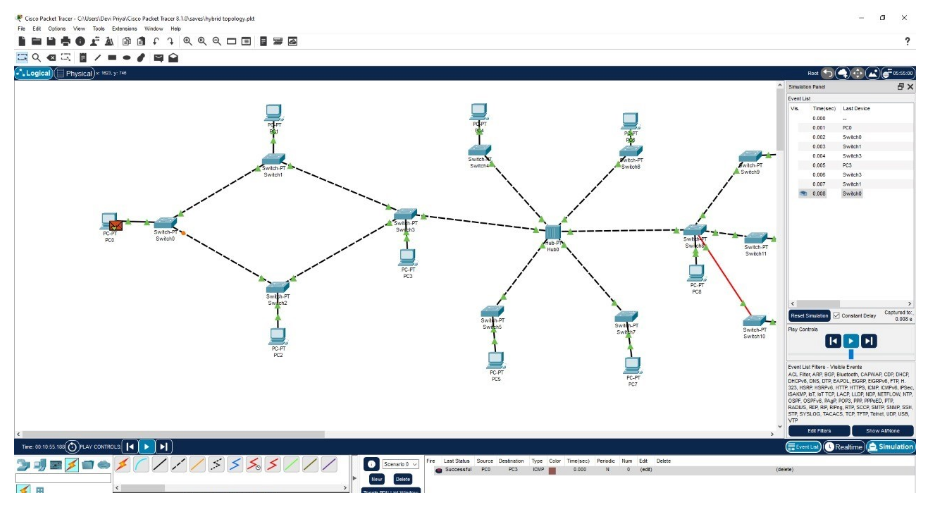 Cisco Packet Tracer - C:\Users\Devi Priya\Cisco Packet Tracer 8.1.0\saves\hybrid topology.pkt
File Edit Options View Tools Extensions Window Help
?
Logical
Physical
Root
05:55:00
Simulation Panel
Event List
Vis. Time(sec) Last Device
0.000 --
0.001 PC0
0.002 Switch0
0.003 Switch1
0.004 Switch3
0.005 PC3
0.006 Switch3
0.007 Switch1
0.008 Switch0
PC-PT
Switch-PT
Switch1
PC-PT
PC0
Switch-PT
Switch0
Switch-PT
Switch3
PC-PT
PC3
Switch-PT
Switch2
PC-PT
PC2
Switch4
Switch-PT
Switch6
Hub-PT
Hub0
Switch-PT
Switch5
PC-PT
PC5
Switch-PT
Switch7
PC-PT
PC7
Switch-PT
Switch9
Switch-PT
PC-PT
PC8
Switch-PT
Switch11
Switch-PT
Switch10
Reset Simulation
Constant Delay
Captured to:
0.008 s
Play Controls
Event List Filters - Visible Events
ACL Filter, ARP, BGP, Bluetooth, CAPWAP, CDP, DHCP,
DHCPv6, DNS, DTP, EAPOL, EIGRP, EIGRPv6, FTP, H.
323, HSRP, HSRPv6, HTTP, HTTPS, ICMP, ICMPv6, IPSec,
ISAKMP, IoT, IoT TCP, LACP, LLDP, NDP, NETFLOW, NTP,
OSPF, OSPFv6, PAgP, POP3, PPP, PPPoED, PTP,
RADIUS, REP, RIP, RIPng, RTP, SCCP, SMTP, SNMP, SSH,
STP, SYSLOG, TACACS, TCP, TFTP, Telnet, UDP, USB,
VTP
Edit Filters
Show All/None
Time: 00:10:55.188
PLAY CONTROLS:
Event List
Realtime
Simulation
Scenario 0
New
Delete
Fire Last Status Source Destination Type Color Time(sec) Periodic Num Edit Delete
Successful PC0 PC3 ICMP 0.000 N 0 (edit) (delete)